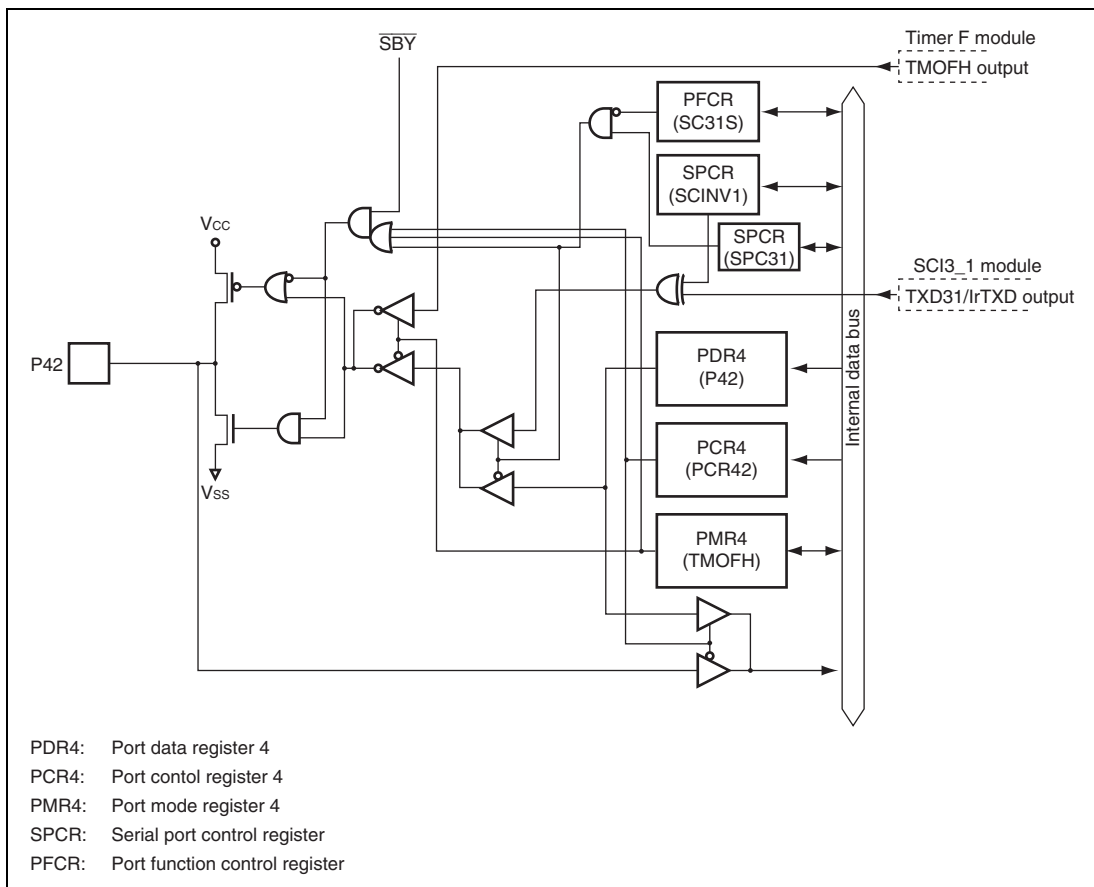 SBY
Timer F module
TMOFH output
PFCR
(SC31S)
SPCR
(SCINV1)
SPCR
(SPC31)
SCI3_1 module
TXD31/IrTXD output
VCC
P42
VSS
PDR4
(P42)
PCR4
(PCR42)
PMR4
(TMOFH)
Internal data bus
PDR4: Port data register 4
PCR4: Port contol register 4
PMR4: Port mode register 4
SPCR: Serial port control register
PFCR: Port function control register